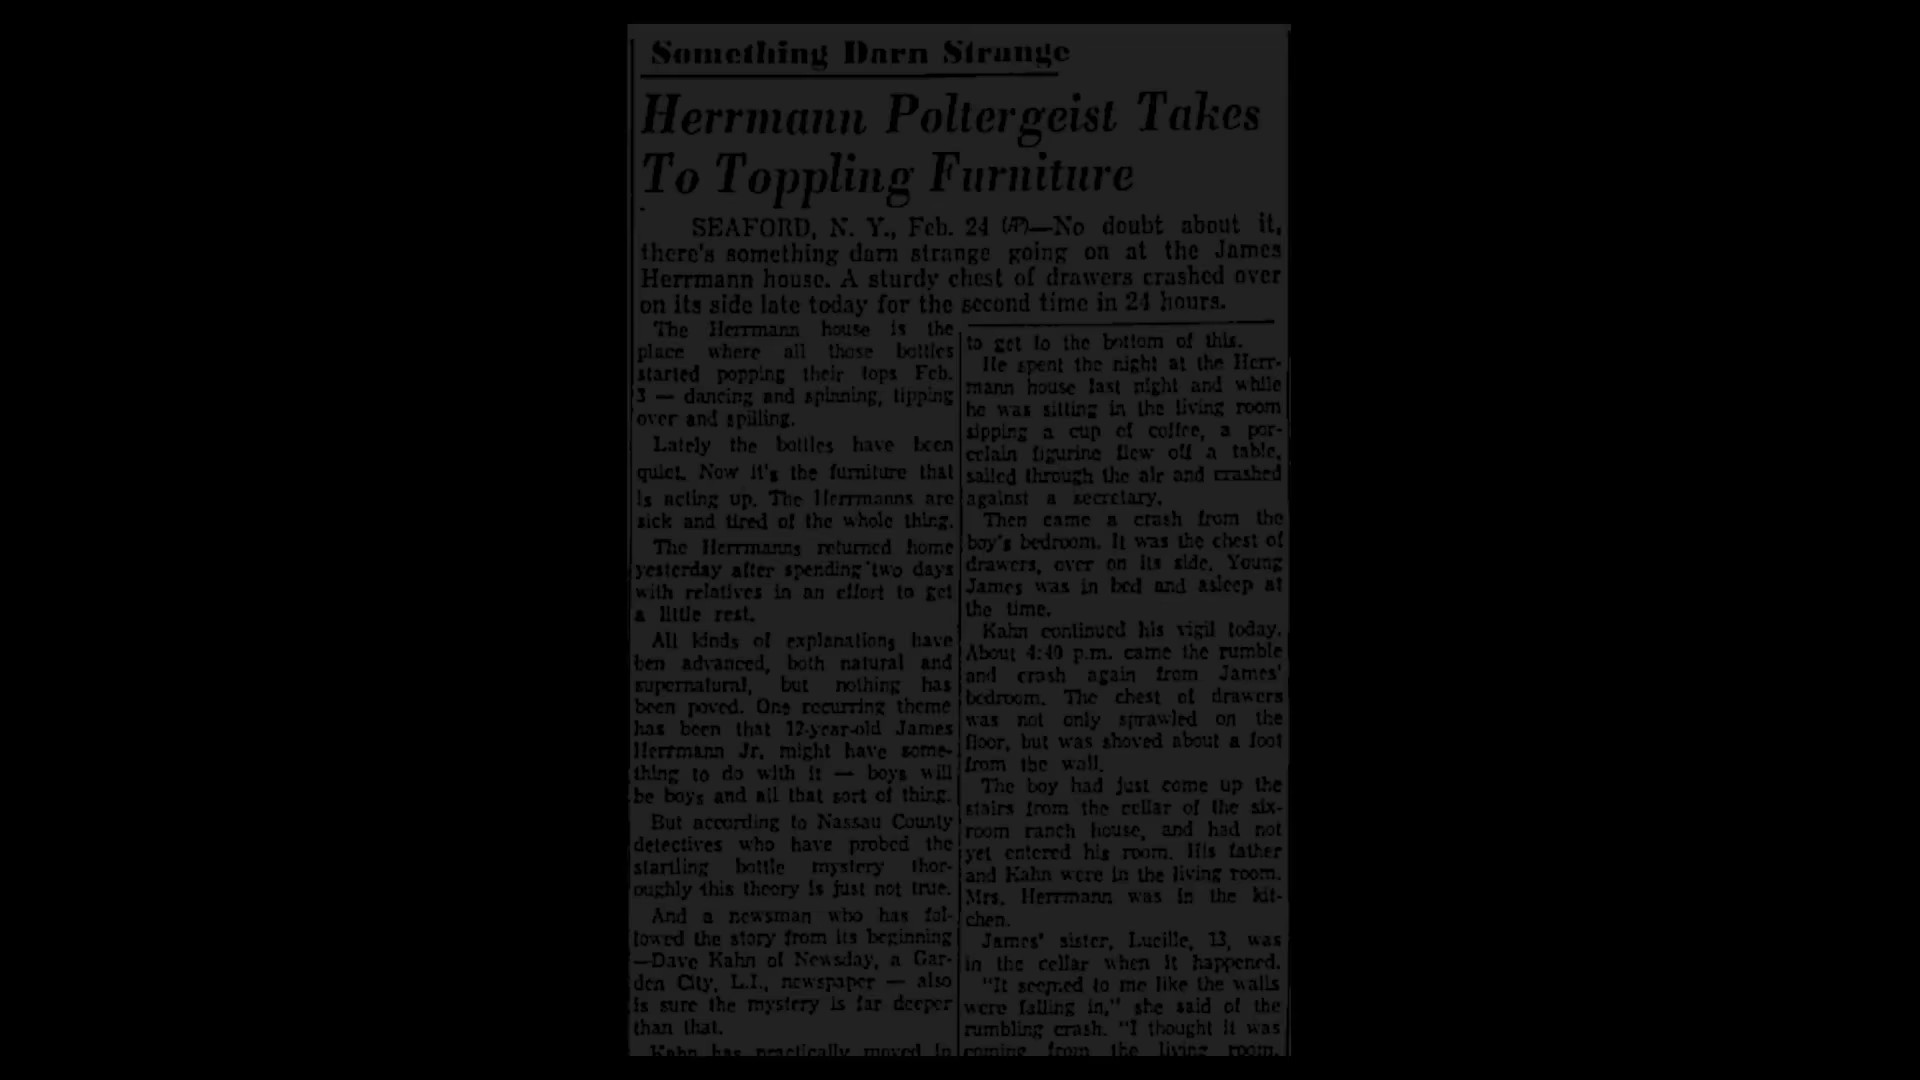 Something Darn Strange
Herrmann Poltergeist Takes
To Toppling Furniture
SEAFORD, N. Y., Feb. 24 (AP)—No doubt about it,
there's something darn strange going on at the James
Herrmann house. A sturdy chest of drawers crashed over
on its side late today for the second time in 24 hours.
The Herrmann house is the
place where all those bottles
started popping their tops Feb.
3 — dancing and spinning, tipping
over and spilling.
Lately the bottles have been
quiet. Now it's the furniture that
is acting up. The Herrmanns are
sick and tired of the whole thing.
The Herrmanns returned home
yesterday after spending two days
with relatives in an effort to get
a little rest.
All kinds of explanations have
ben advanced, both natural and
supernatural, but nothing has
been poved. One recurring theme
has been that 12-year-old James
Herrmann Jr. might have some-
thing to do with it — boys will
be boys and all that sort of thing.
But according to Nassau County
detectives who have probed the
startling bottle mystery thor-
oughly this theory is just not true.
And a newsman who has fol-
lowed the story from its beginning
—Dave Kahn of Newsday, a Gar-
den City, L.I., newspaper — also
is sure the mystery is far deeper
than that.
Kahn has practically moved in
to get to the bottom of this.
He spent the night at the Herr-
mann house last night and while
he was sitting in the living room
sipping a cup of coffee, a por-
celain figurine flew off a table,
sailed through the air and crashed
against a secretary.
Then came a crash from the
boy's bedroom. It was the chest of
drawers, over on its side. Young
James was in bed and asleep at
the time.
Kahn continued his vigil today.
About 4:40 p.m. came the rumble
and crash again from James'
bedroom. The chest of drawers
was not only sprawled on the
floor, but was shoved about a foot
from the wall.
The boy had just come up the
stairs from the cellar of the six-
room ranch house, and had not
yet entered his room. His father
and Kahn were in the living room.
Mrs. Herrmann was in the kit-
chen.
James' sister, Lucille, 13, was
in the cellar when it happened.
"It seemed to me like the walls
were falling in," she said of the
rumbling crash. "I thought it was
coming from the living room.